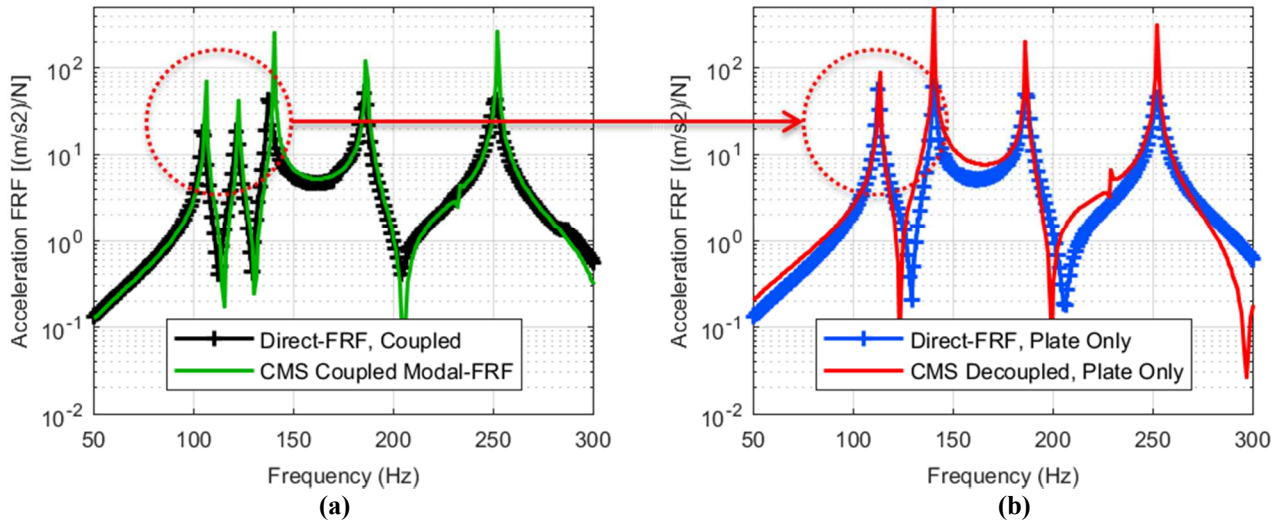 Acceleration FRF [(m/s2)/N]
10^2
10^1
10^0
10^-1
10^-2
Direct-FRF, Coupled
CMS Coupled Modal-FRF
50 100 150 200 250 300
Frequency (Hz)
(a)
Acceleration FRF [(m/s2)/N]
10^2
10^1
10^0
10^-1
10^-2
Direct-FRF, Plate Only
CMS Decoupled, Plate Only
50 100 150 200 250 300
Frequency (Hz)
(b)